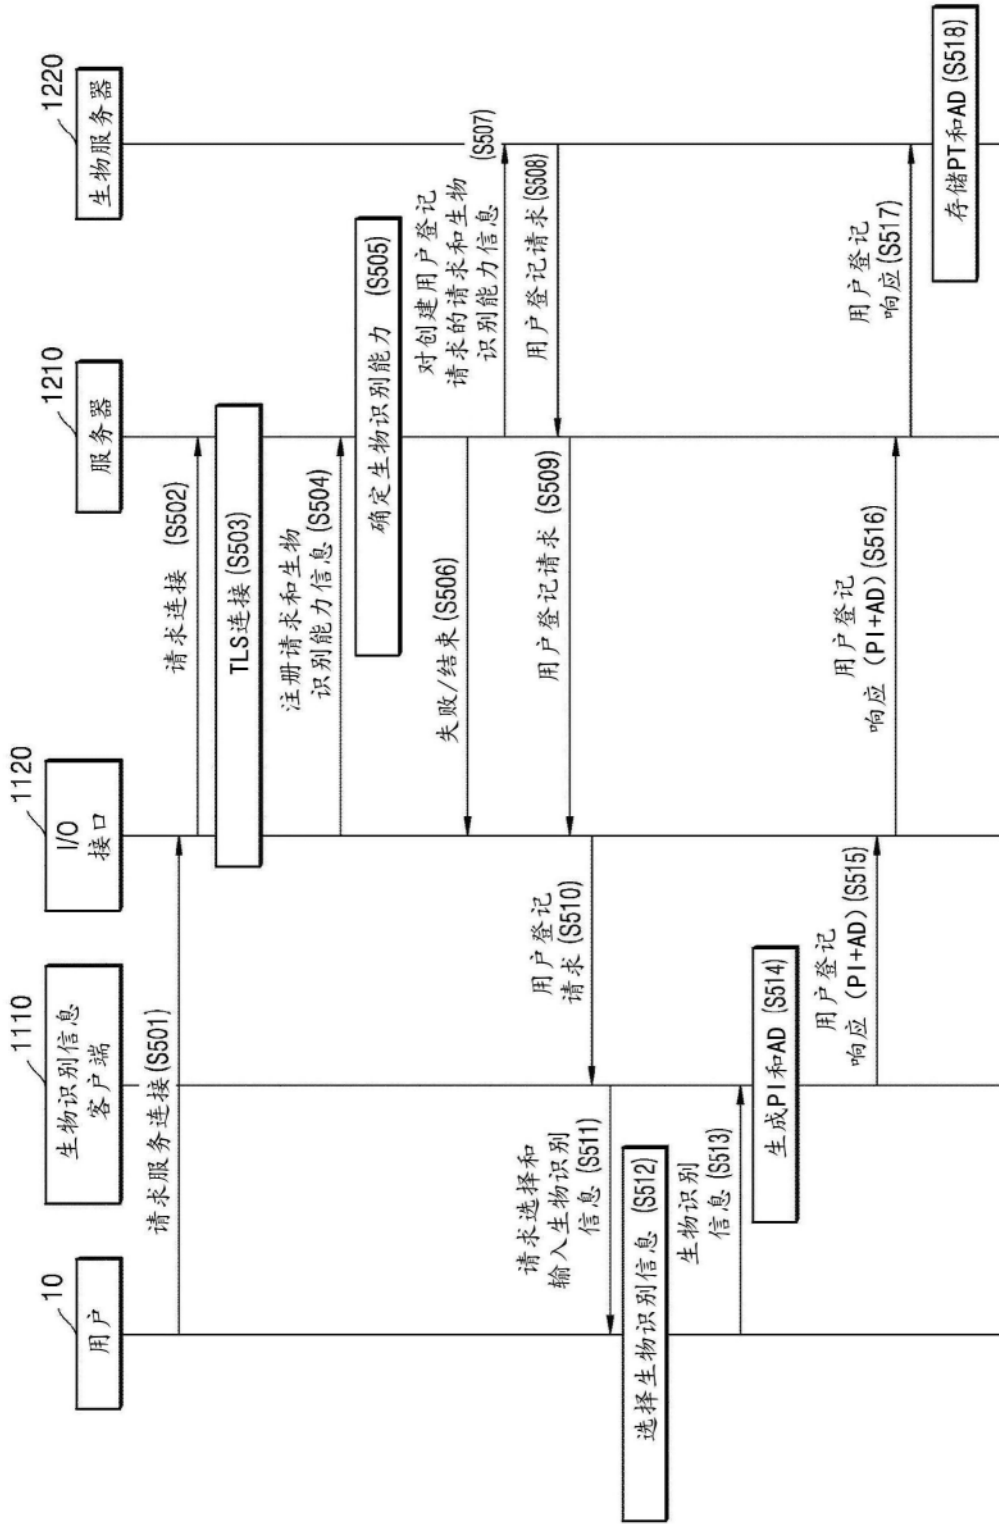 10
用户
1110
生物识别信息
客户端
1120
I/O
接口
1210
服务器
1220
生物服务器
请求服务连接(S501)
请求连接 (S502)
TLS连接(S503)
注册请求和生物
识别能力信息(S504)
确定生物识别能力 (S505)
失败/结束(S506)
对创建用户登记
请求的请求和生物
识别能力信息
(S507)
用户登记请求(S508)
用户登记请求(S509)
用户登记
请求(S510)
请求选择和
输入生物识别
信息(S511)
选择生物识别信息 (S512)
生物识别
信息(S513)
生成PI和AD(S514)
用户登记
响应（PI+AD）(S515)
用户登记
响应（PI+AD）(S516)
用户登记
响应(S517)
存储PT和AD(S518)